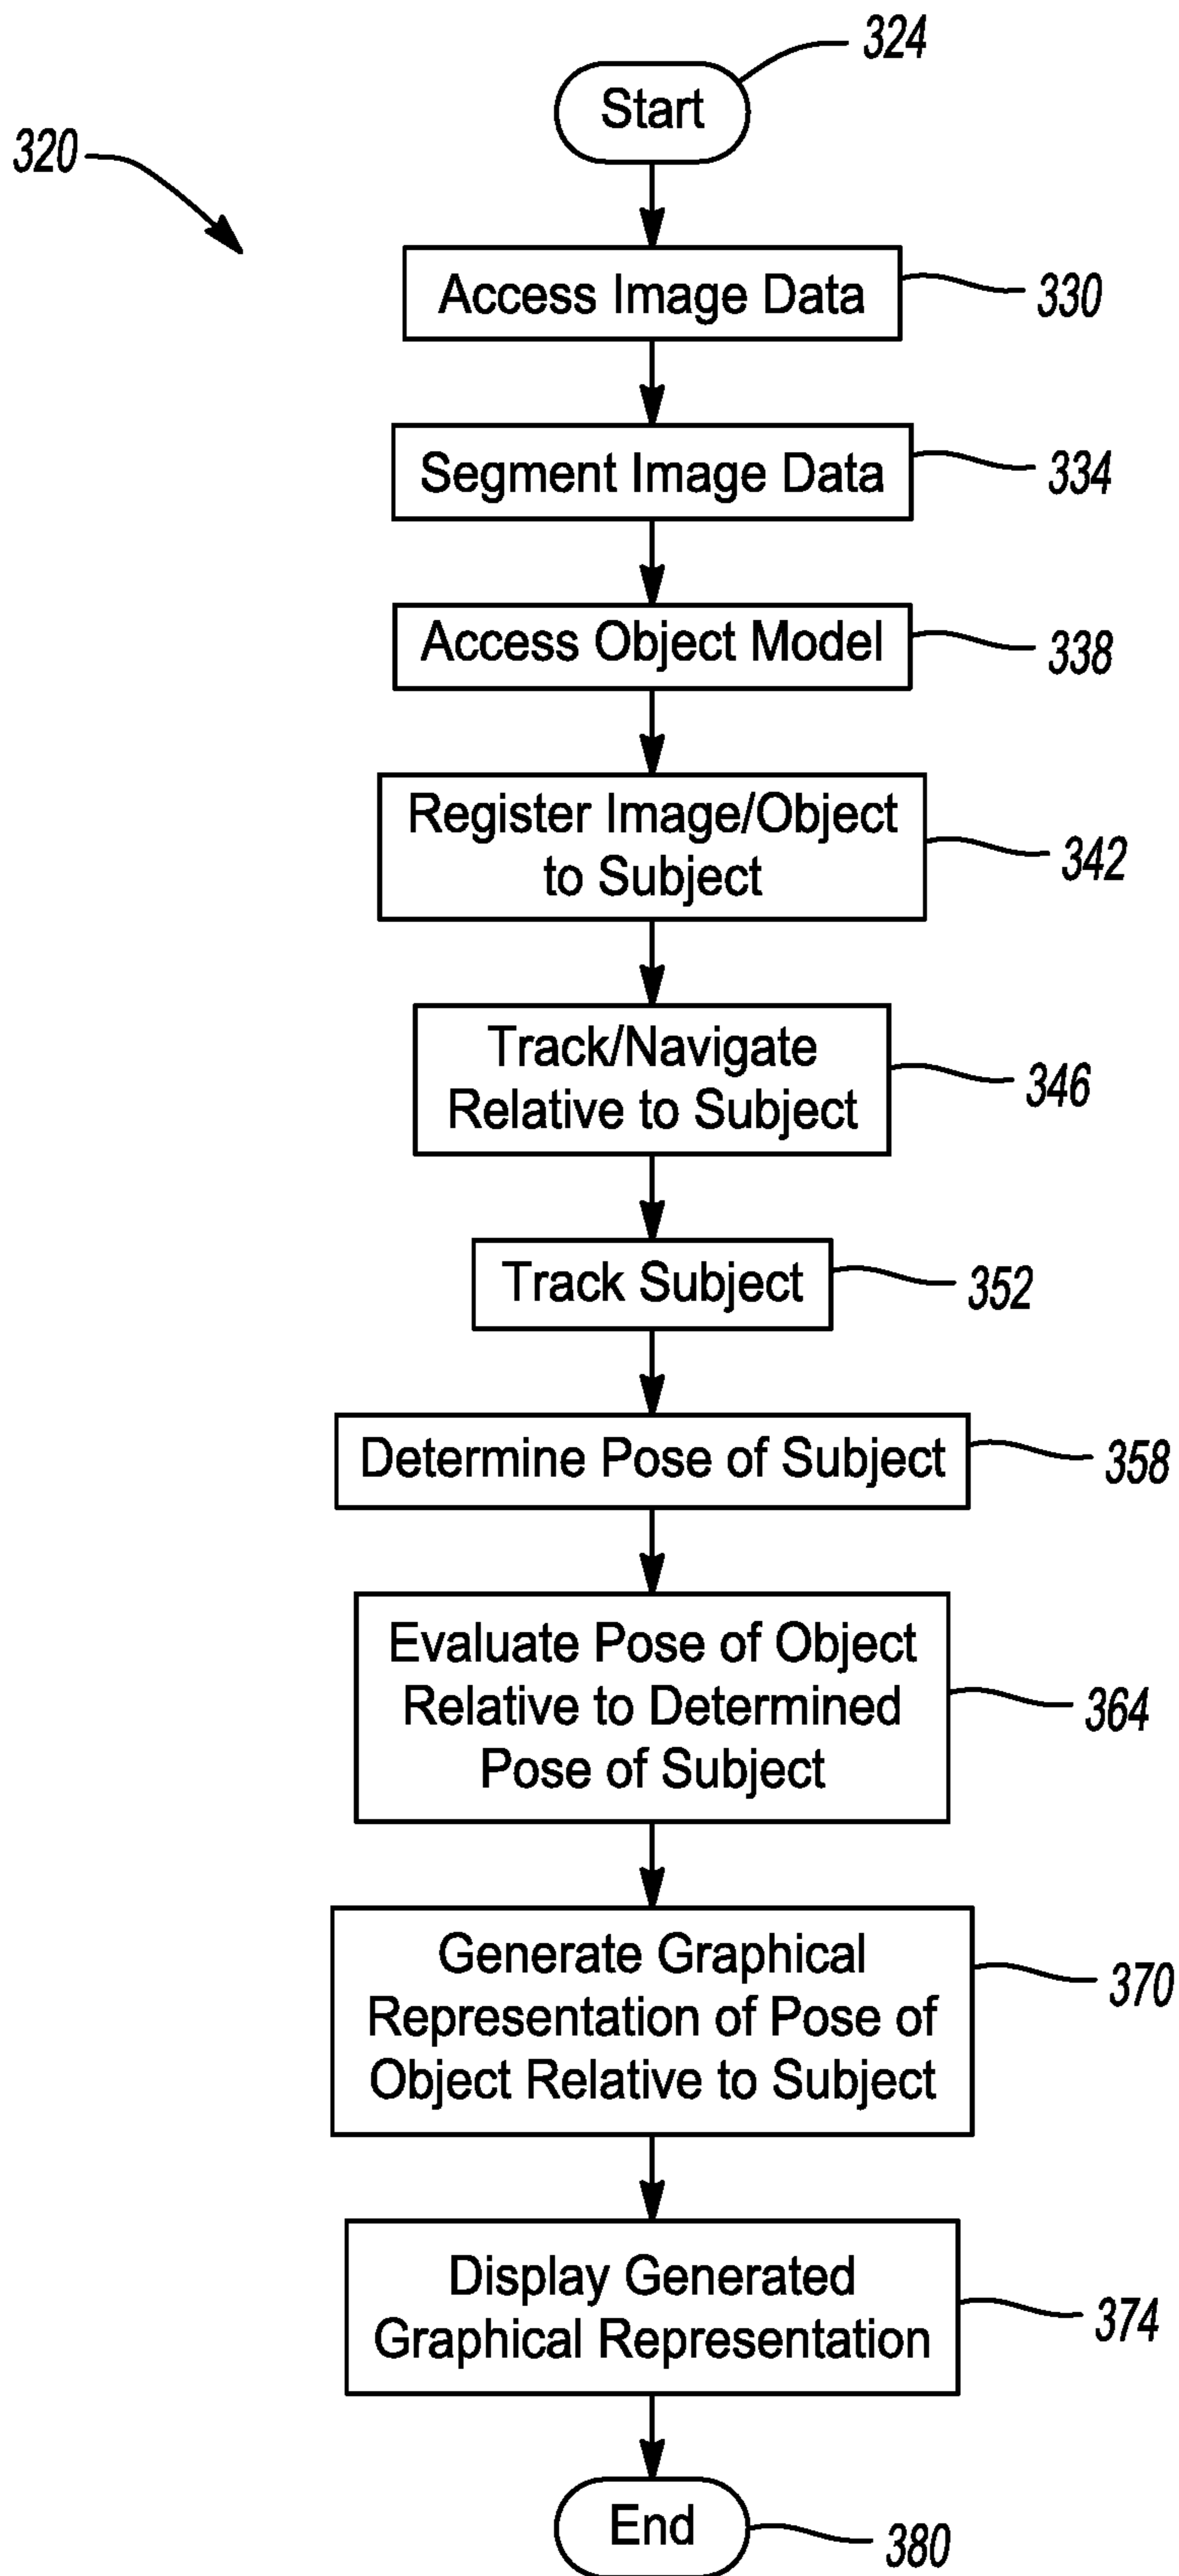 324
Start
320
Access Image Data
330
Segment Image Data
334
Access Object Model
338
Register Image/Object
to Subject
342
Track/Navigate
Relative to Subject
346
Track Subject
352
Determine Pose of Subject
358
Evaluate Pose of Object
Relative to Determined
Pose of Subject
364
Generate Graphical
Representation of Pose of
Object Relative to Subject
370
Display Generated
Graphical Representation
374
End
380